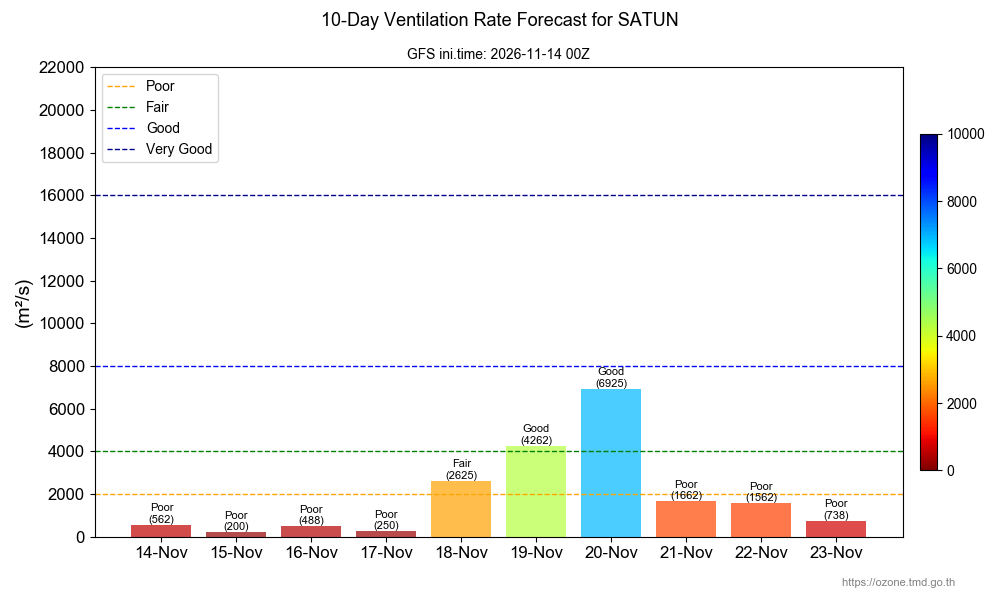 10-Day Ventilation Rate Forecast for SATUN
GFS ini.time: 2026-11-14 00Z
22000
20000
18000
16000
14000
12000
10000
8000
6000
4000
2000
0
(m²/s)
Poor
Fair
Good
Very Good
Poor
(562)
Poor
(200)
Poor
(488)
Poor
(250)
Fair
(2625)
Good
(4262)
Good
(6925)
Poor
(1662)
Poor
(1562)
Poor
(738)
14-Nov
15-Nov
16-Nov
17-Nov
18-Nov
19-Nov
20-Nov
21-Nov
22-Nov
23-Nov
10000
8000
6000
4000
2000
0
https://ozone.tmd.go.th